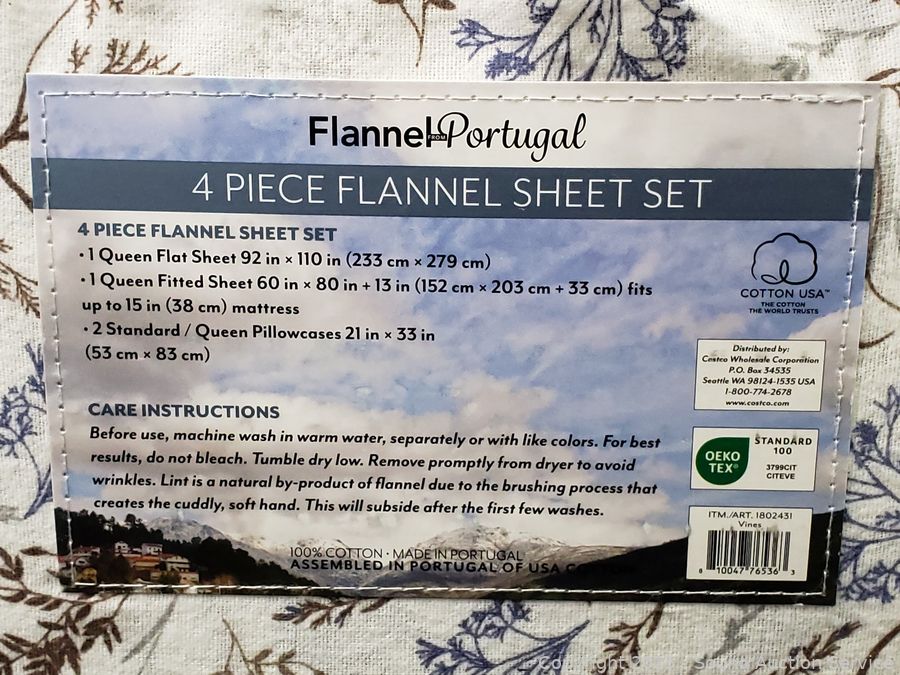 Flannel FROM Portugal
4 PIECE FLANNEL SHEET SET
4 PIECE FLANNEL SHEET SET
• 1 Queen Flat Sheet 92 in × 110 in (233 cm × 279 cm)
• 1 Queen Fitted Sheet 60 in × 80 in + 13 in (152 cm × 203 cm + 33 cm) fits
up to 15 in (38 cm) mattress
• 2 Standard / Queen Pillowcases 21 in × 33 in
(53 cm × 83 cm)
COTTON USA™
THE COTTON
THE WORLD TRUSTS
Distributed by:
Costco Wholesale Corporation
P.O. Box 34535
Seattle WA 98124-1535 USA
1-800-774-2678
www.costco.com
CARE INSTRUCTIONS
Before use, machine wash in warm water, separately or with like colors. For best
results, do not bleach. Tumble dry low. Remove promptly from dryer to avoid
wrinkles. Lint is a natural by-product of flannel due to the brushing process that
creates the cuddly, soft hand. This will subside after the first few washes.
OEKO
TEX®
STANDARD
100
3799CIT
CITEVE
ITM./ART. 1802431
Vines
8 10047 76536 3
100% COTTON • MADE IN PORTUGAL
ASSEMBLED IN PORTUGAL OF USA COTTON
Copyright Sound Auction Service